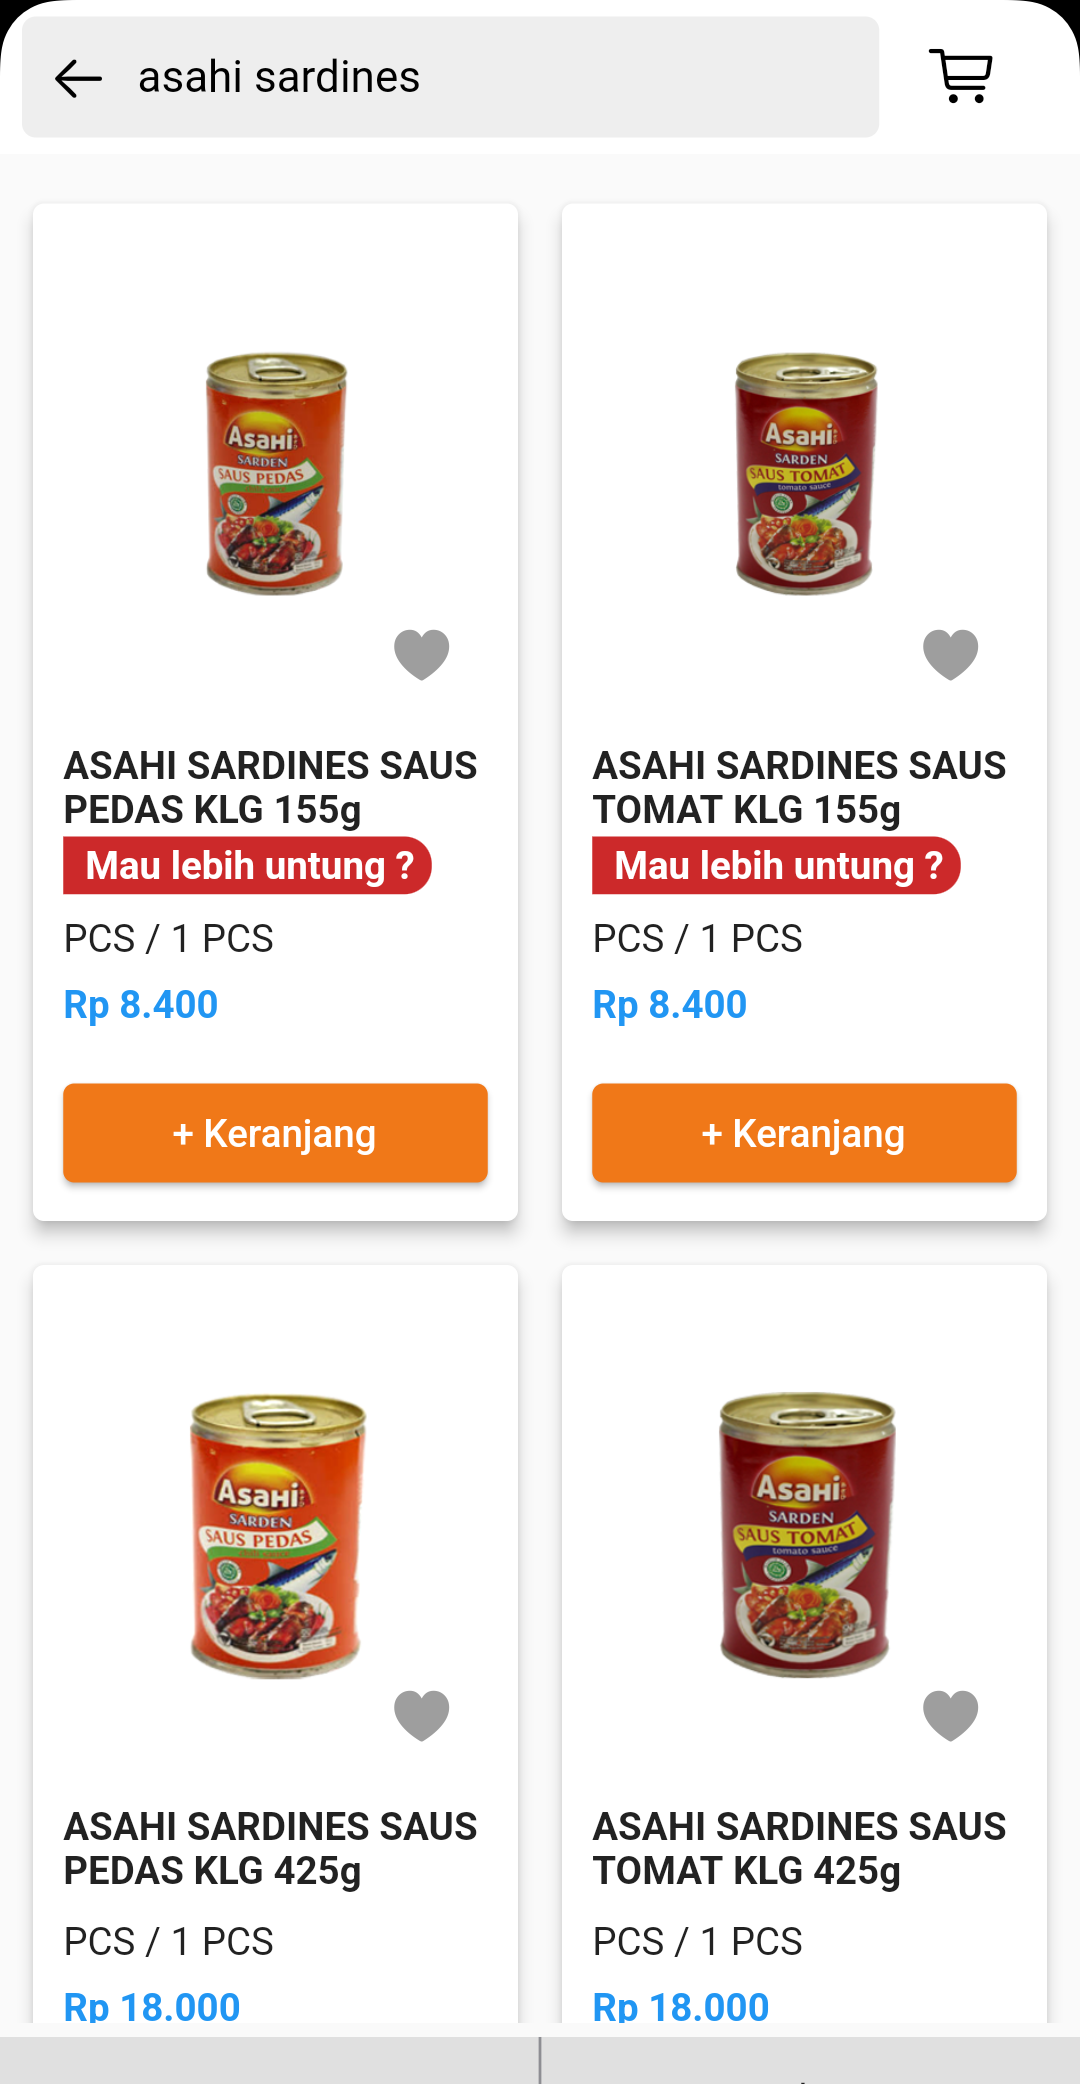 asahi sardines
Asahi
SARDEN
SAUS PEDAS
Asahi
SARDEN
SAUS TOMAT
tomato sauce
ASAHI SARDINES SAUS
PEDAS KLG 155g
Mau lebih untung ?
PCS / 1 PCS
Rp 8.400
+ Keranjang
ASAHI SARDINES SAUS
TOMAT KLG 155g
Mau lebih untung ?
PCS / 1 PCS
Rp 8.400
+ Keranjang
Asahi
SARDEN
SAUS PEDAS
Asahi
SARDEN
SAUS TOMAT
tomato sauce
ASAHI SARDINES SAUS
PEDAS KLG 425g
PCS / 1 PCS
Rp 18.000
ASAHI SARDINES SAUS
TOMAT KLG 425g
PCS / 1 PCS
Rp 18.000